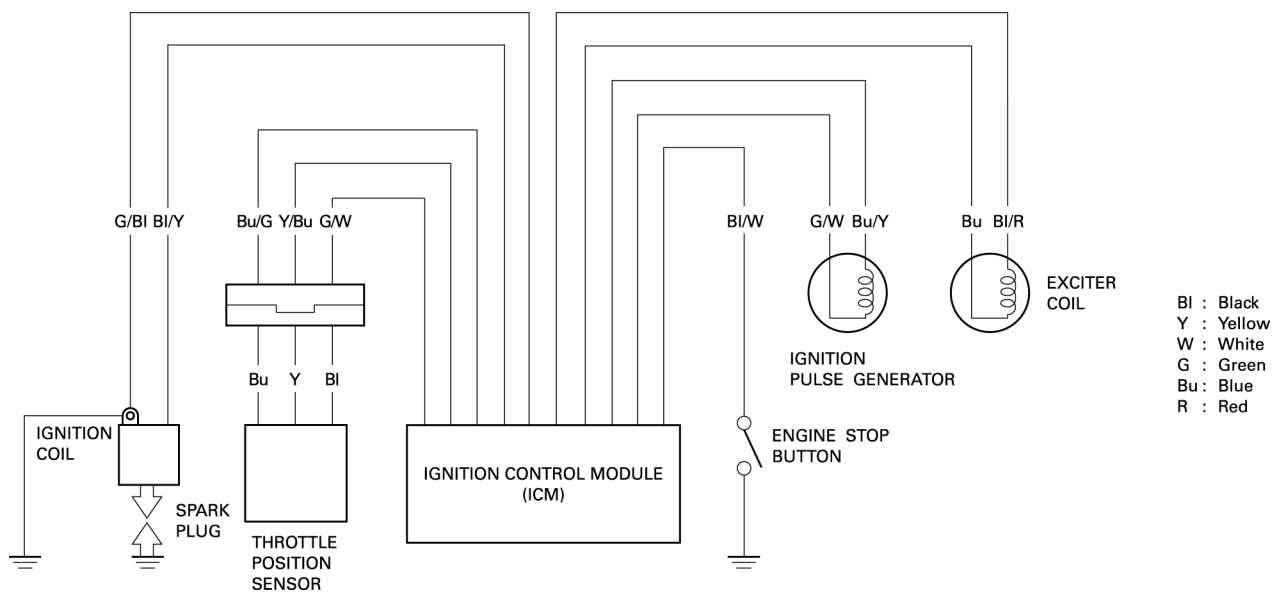 G/Bl Bl/Y Bu/G Y/Bu G/W Bl/W G/W Bu/Y Bu Bl/R
EXCITER
COIL
Bl : Black
Y : Yellow
W : White
G : Green
Bu : Blue
R : Red
IGNITION
PULSE GENERATOR
Bu Y Bl
IGNITION
COIL
SPARK
PLUG
THROTTLE
POSITION
SENSOR
IGNITION CONTROL MODULE
(ICM)
ENGINE STOP
BUTTON